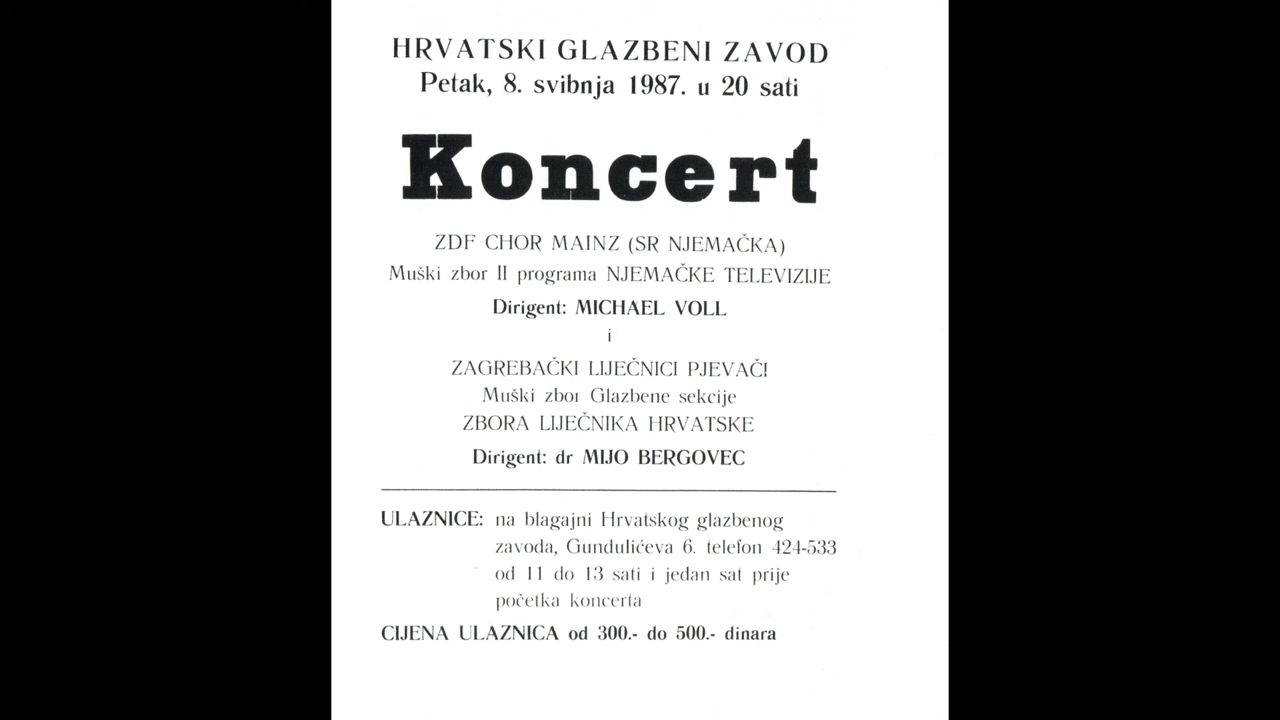 HRVATSKI GLAZBENI ZAVOD
Petak, 8. svibnja 1987. u 20 sati
Koncert
ZDF CHOR MAINZ (SR NJEMAČKA)
Muški zbor II programa NJEMAČKE TELEVIZIJE
Dirigent: MICHAEL VOLL
i
ZAGREBAČKI LIJEČNICI PJEVAČI
Muški zbor Glazbene sekcije
ZBORA LIJEČNIKA HRVATSKE
Dirigent: dr MIJO BERGOVEC
ULAZNICE: na blagajni Hrvatskog glazbenog
zavoda, Gundulićeva 6. telefon 424-533
od 11 do 13 sati i jedan sat prije
početka koncerta
CIJENA ULAZNICA od 300.- do 500.- dinara